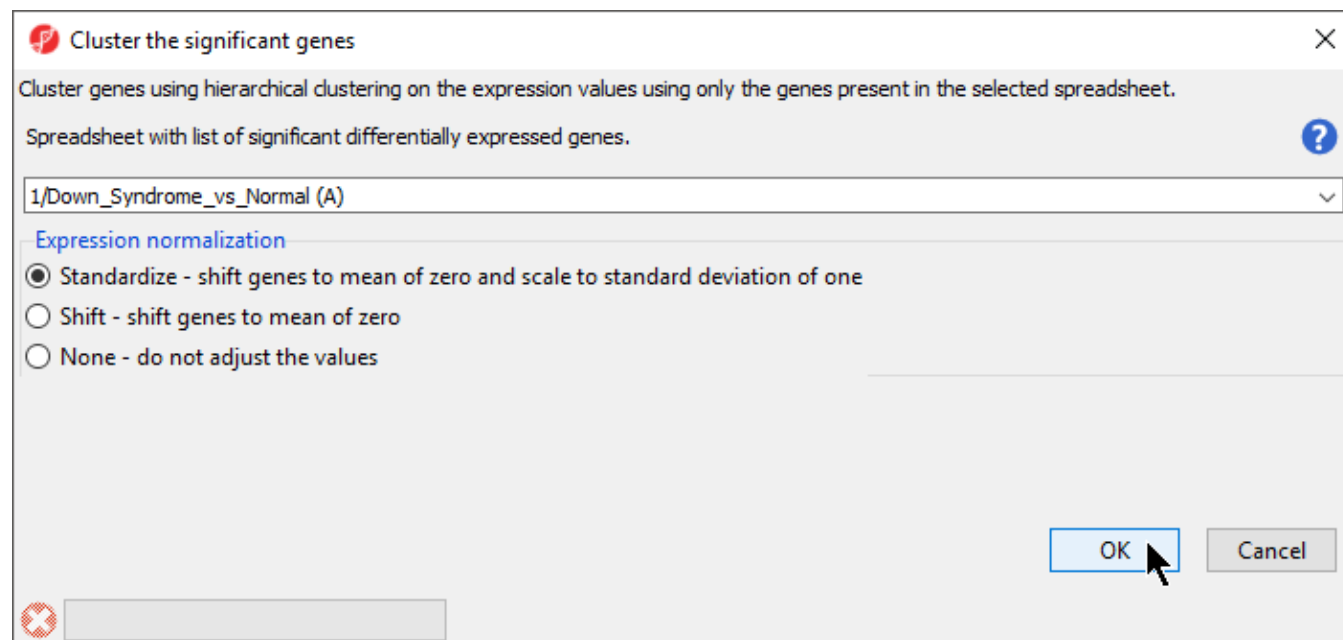 Cluster the significant genes
Cluster genes using hierarchical clustering on the expression values using only the genes present in the selected spreadsheet.
Spreadsheet with list of significant differentially expressed genes.
?
1/Down_Syndrome_vs_Normal (A)
Expression normalization
Standardize - shift genes to mean of zero and scale to standard deviation of one
Shift - shift genes to mean of zero
None - do not adjust the values
OK Cancel